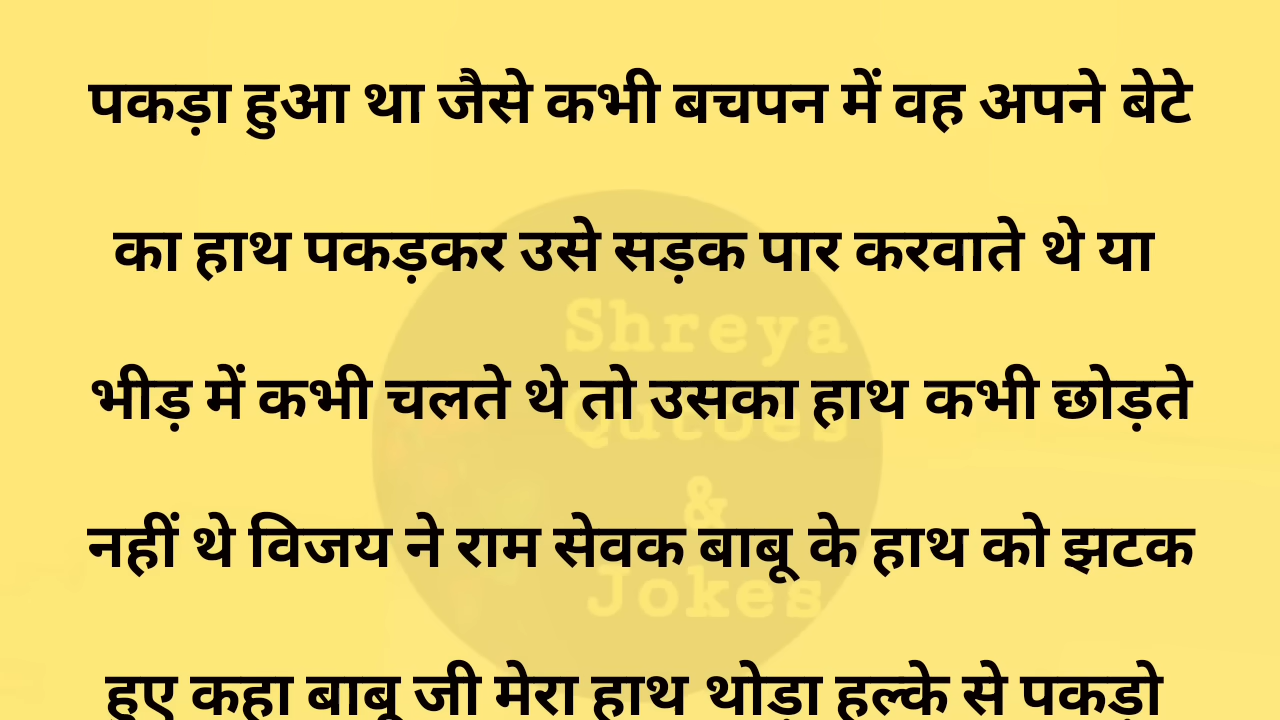 पकड़ा हुआ था जैसे कभी बचपन में वह अपने बेटे
का हाथ पकड़कर उसे सड़क पार करवाते थे या
Shreya
भीड़ में कभी चलते थे तो उसका हाथ कभी छोड़ते
Qutoes
&
नहीं थे विजय ने राम सेवक बाबू के हाथ को झटक
Jokes
हुए कहा बाबू जी मेरा हाथ थोड़ा हल्के से पकड़ो